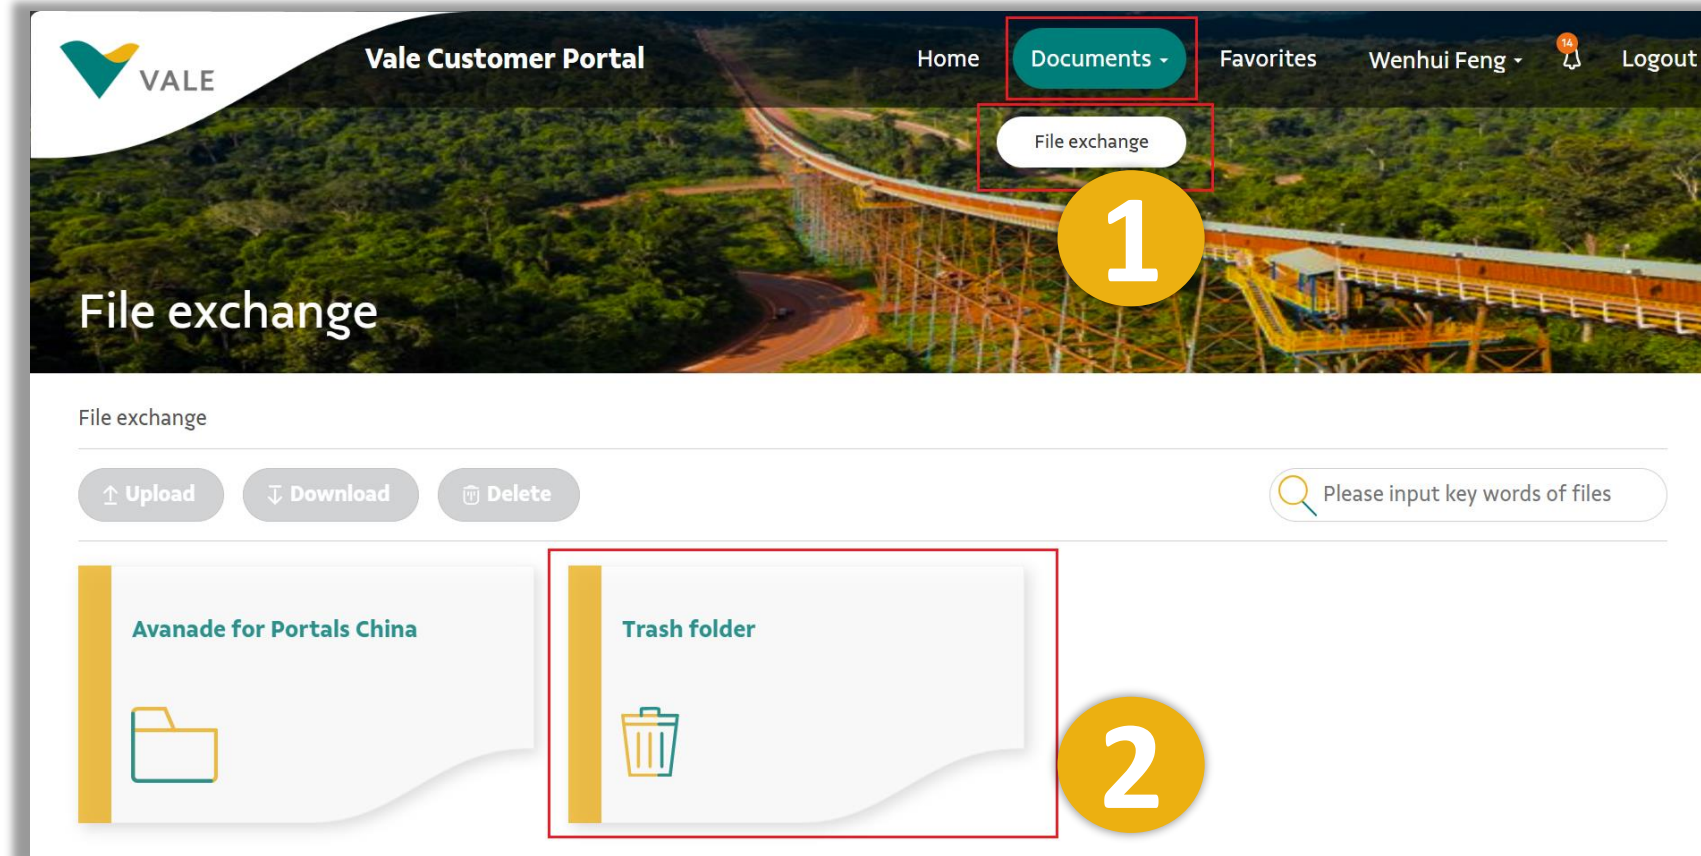 VALE
Vale Customer Portal
Home
Documents
Favorites
Wenhui Feng
14
Logout
File exchange
1
File exchange
File exchange
Upload
Download
Delete
Please input key words of files
Avanade for Portals China
Trash folder
2